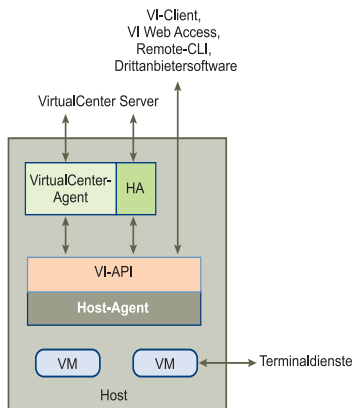 VI-Client,
VI Web Access,
Remote-CLI,
Drittanbietersoftware
VirtualCenter Server
VirtualCenter-
Agent
HA
VI-API
Host-Agent
VM
VM
Terminaldienste
Host